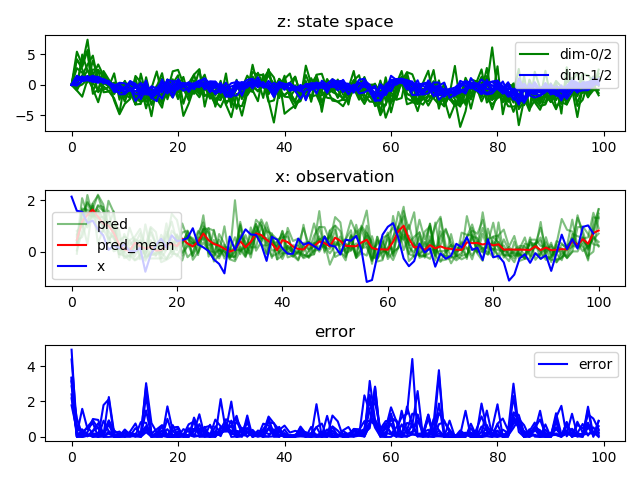 z: state space
5
0
−5
dim-0/2
dim-1/2
0 20 40 60 80 100
x: observation
2
0
pred
pred_mean
x
0 20 40 60 80 100
error
4
2
0
error
0 20 40 60 80 100